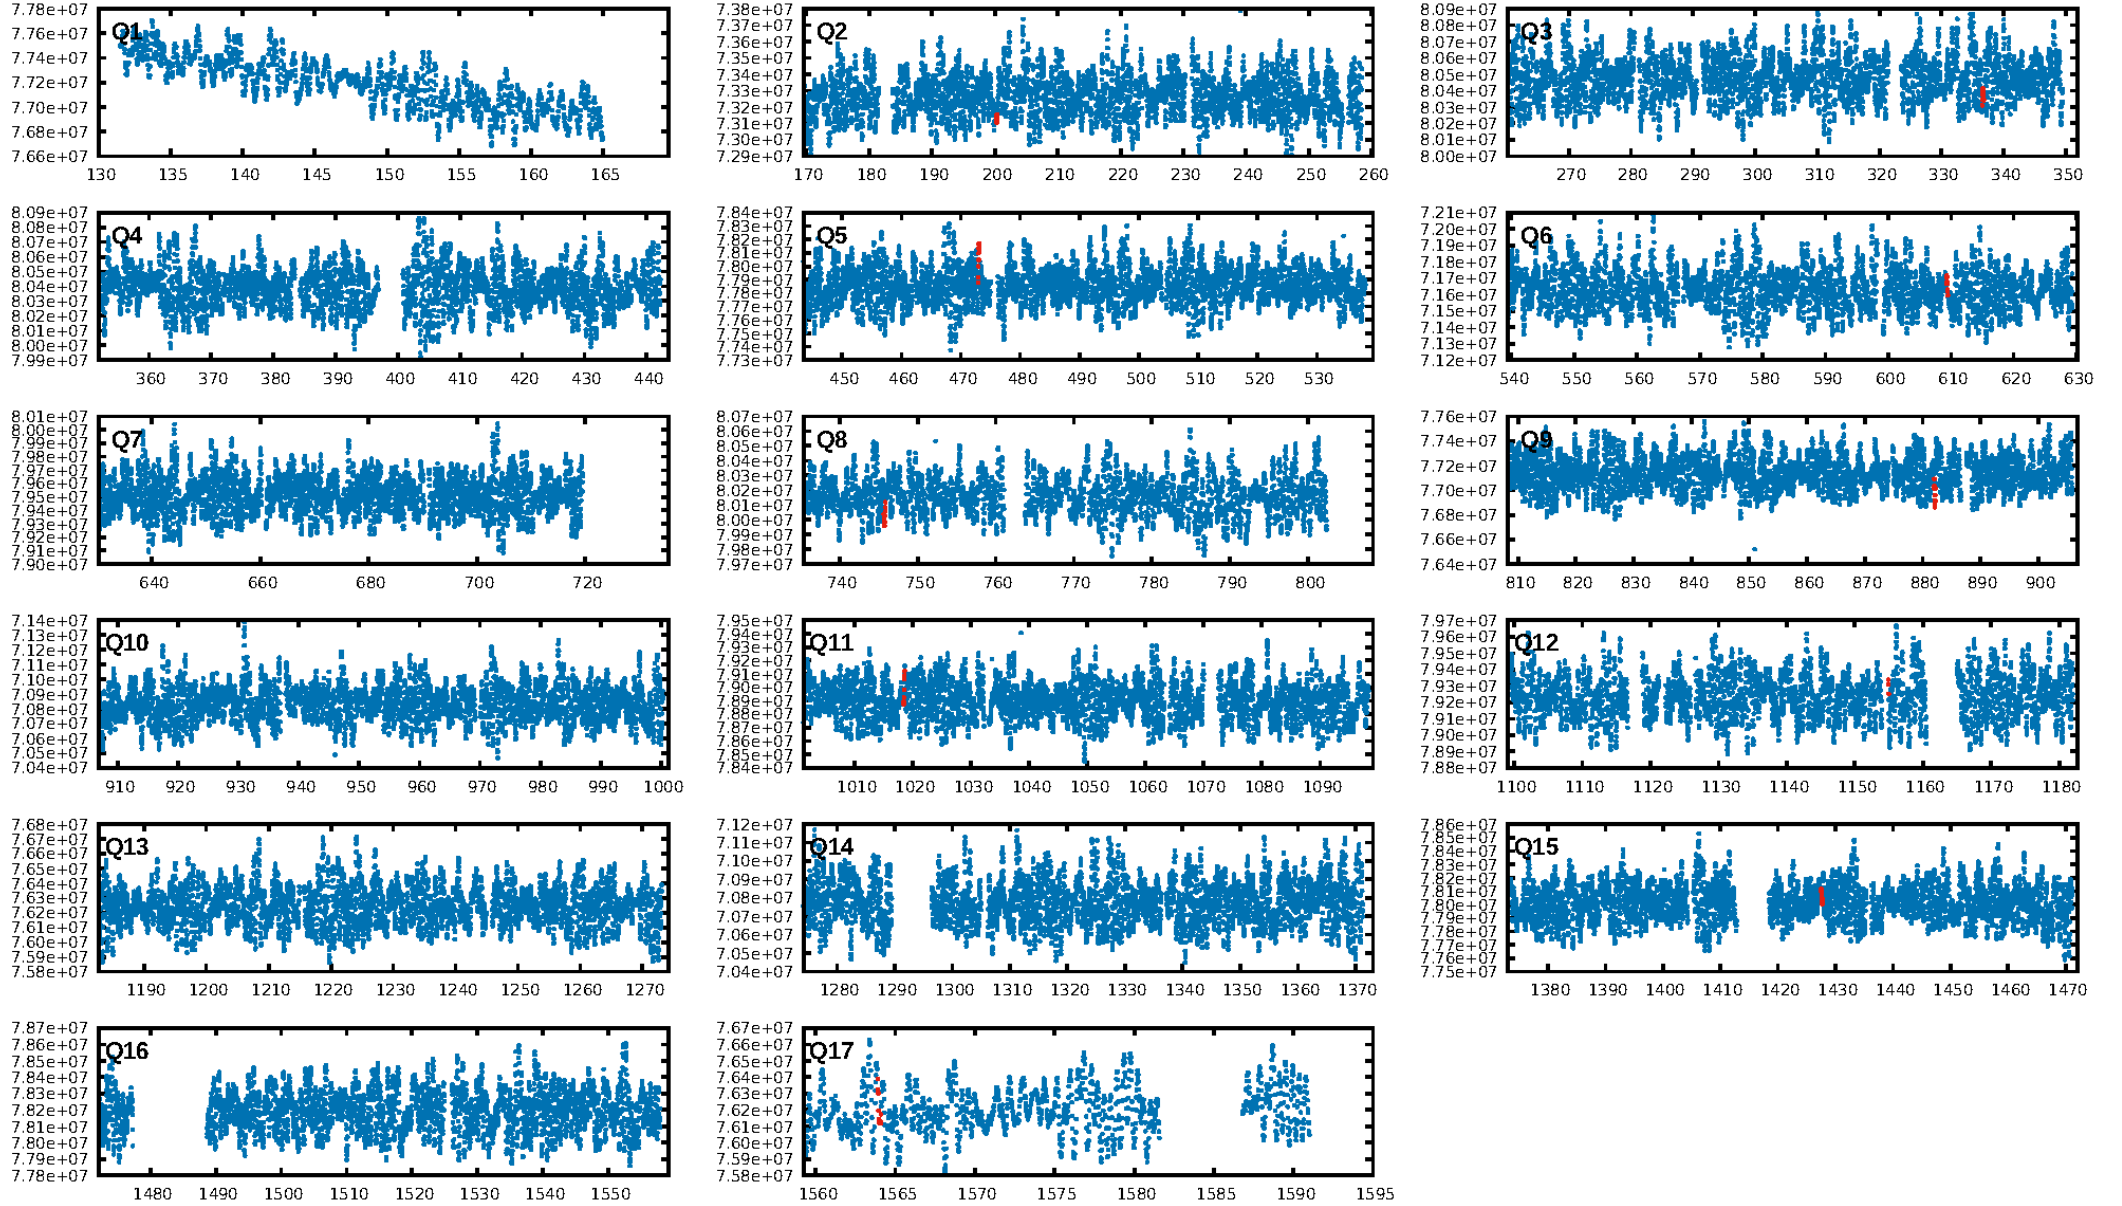 7.78e+07
7.76e+07
7.74e+07
7.72e+07
7.70e+07
7.68e+07
7.66e+07
Q1
130 135 140 145 150 155 160 165
7.38e+07
7.37e+07
7.36e+07
7.35e+07
7.34e+07
7.33e+07
7.32e+07
7.31e+07
7.30e+07
7.29e+07
Q2
170 180 190 200 210 220 230 240 250 260
8.09e+07
8.08e+07
8.07e+07
8.06e+07
8.05e+07
8.04e+07
8.03e+07
8.02e+07
8.01e+07
8.00e+07
Q3
270 280 290 300 310 320 330 340 350
8.09e+07
8.08e+07
8.07e+07
8.06e+07
8.05e+07
8.04e+07
8.03e+07
8.02e+07
8.01e+07
8.00e+07
7.99e+07
Q4
360 370 380 390 400 410 420 430 440
7.84e+07
7.83e+07
7.82e+07
7.81e+07
7.80e+07
7.79e+07
7.78e+07
7.77e+07
7.76e+07
7.75e+07
7.74e+07
7.73e+07
Q5
450 460 470 480 490 500 510 520 530
7.21e+07
7.20e+07
7.19e+07
7.18e+07
7.17e+07
7.16e+07
7.15e+07
7.14e+07
7.13e+07
7.12e+07
Q6
540 550 560 570 580 590 600 610 620 630
8.01e+07
8.00e+07
7.99e+07
7.98e+07
7.97e+07
7.96e+07
7.95e+07
7.94e+07
7.93e+07
7.92e+07
7.91e+07
7.90e+07
Q7
640 660 680 700 720
8.07e+07
8.06e+07
8.05e+07
8.04e+07
8.03e+07
8.02e+07
8.01e+07
8.00e+07
7.99e+07
7.98e+07
7.97e+07
Q8
740 750 760 770 780 790 800
7.76e+07
7.74e+07
7.72e+07
7.70e+07
7.68e+07
7.66e+07
7.64e+07
Q9
810 820 830 840 850 860 870 880 890 900
7.14e+07
7.13e+07
7.12e+07
7.11e+07
7.10e+07
7.09e+07
7.08e+07
7.07e+07
7.06e+07
7.05e+07
7.04e+07
Q10
910 920 930 940 950 960 970 980 990 1000
7.95e+07
7.94e+07
7.93e+07
7.92e+07
7.91e+07
7.90e+07
7.89e+07
7.88e+07
7.87e+07
7.86e+07
7.85e+07
7.84e+07
Q11
1010 1020 1030 1040 1050 1060 1070 1080 1090
7.97e+07
7.96e+07
7.95e+07
7.94e+07
7.93e+07
7.92e+07
7.91e+07
7.90e+07
7.89e+07
7.88e+07
Q12
1100 1110 1120 1130 1140 1150 1160 1170 1180
7.68e+07
7.67e+07
7.66e+07
7.65e+07
7.64e+07
7.63e+07
7.62e+07
7.61e+07
7.60e+07
7.59e+07
7.58e+07
Q13
1190 1200 1210 1220 1230 1240 1250 1260 1270
7.12e+07
7.11e+07
7.10e+07
7.09e+07
7.08e+07
7.07e+07
7.06e+07
7.05e+07
7.04e+07
Q14
1280 1290 1300 1310 1320 1330 1340 1350 1360 1370
7.86e+07
7.85e+07
7.84e+07
7.83e+07
7.82e+07
7.81e+07
7.80e+07
7.79e+07
7.78e+07
7.77e+07
7.76e+07
7.75e+07
Q15
1380 1390 1400 1410 1420 1430 1440 1450 1460 1470
7.87e+07
7.86e+07
7.85e+07
7.84e+07
7.83e+07
7.82e+07
7.81e+07
7.80e+07
7.79e+07
7.78e+07
Q16
1480 1490 1500 1510 1520 1530 1540 1550
7.67e+07
7.66e+07
7.65e+07
7.64e+07
7.63e+07
7.62e+07
7.61e+07
7.60e+07
7.59e+07
7.58e+07
Q17
1560 1565 1570 1575 1580 1585 1590 1595